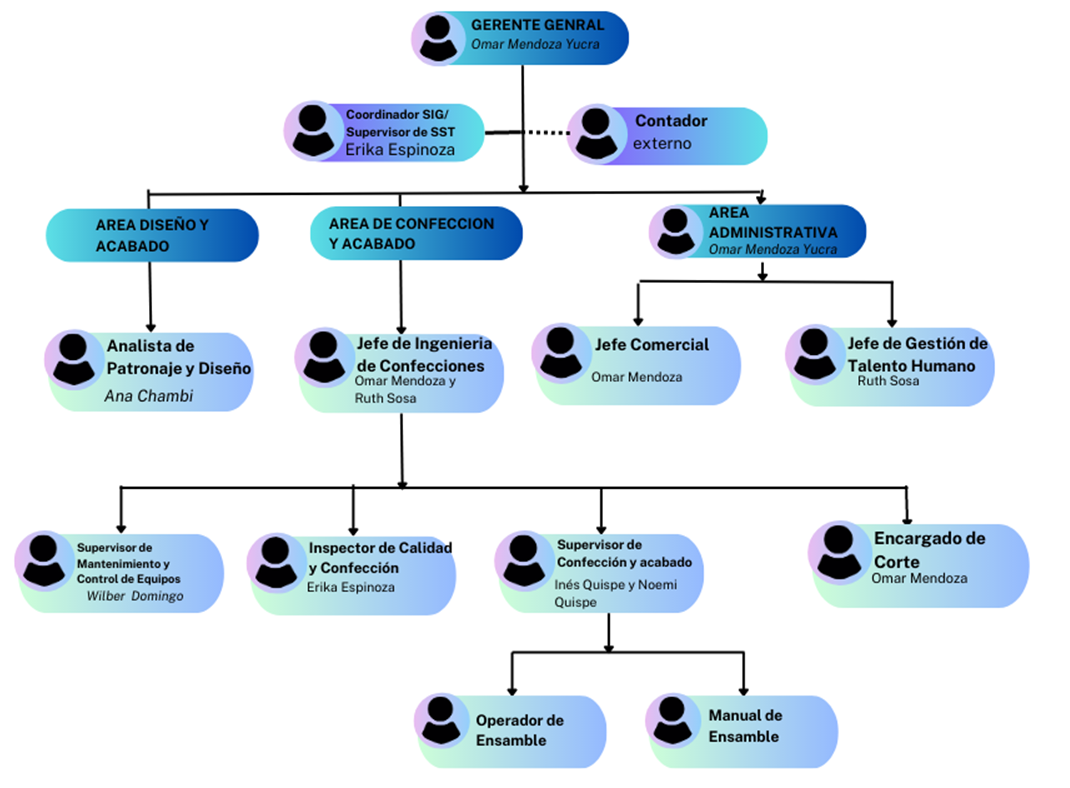 GERENTE GENRAL
Omar Mendoza Yucra
Coordinador SIG/
Supervisor de SST
Erika Espinoza
Contador
externo
AREA DISEÑO Y
ACABADO
AREA DE CONFECCION
Y ACABADO
AREA
ADMINISTRATIVA
Omar Mendoza Yucra
Analista de
Patronaje y Diseño
Ana Chambi
Jefe de Ingenieria
de Confecciones
Omar Mendoza y
Ruth Sosa
Jefe Comercial
Omar Mendoza
Jefe de Gestión de
Talento Humano
Ruth Sosa
Supervisor de
Mantenimiento y
Control de Equipos
Wilber Domingo
Inspector de Calidad
y Confección
Erika Espinoza
Supervisor de
Confección y acabado
Inés Quispe y Noemi
Quispe
Encargado de
Corte
Omar Mendoza
Operador de
Ensamble
Manual de
Ensamble